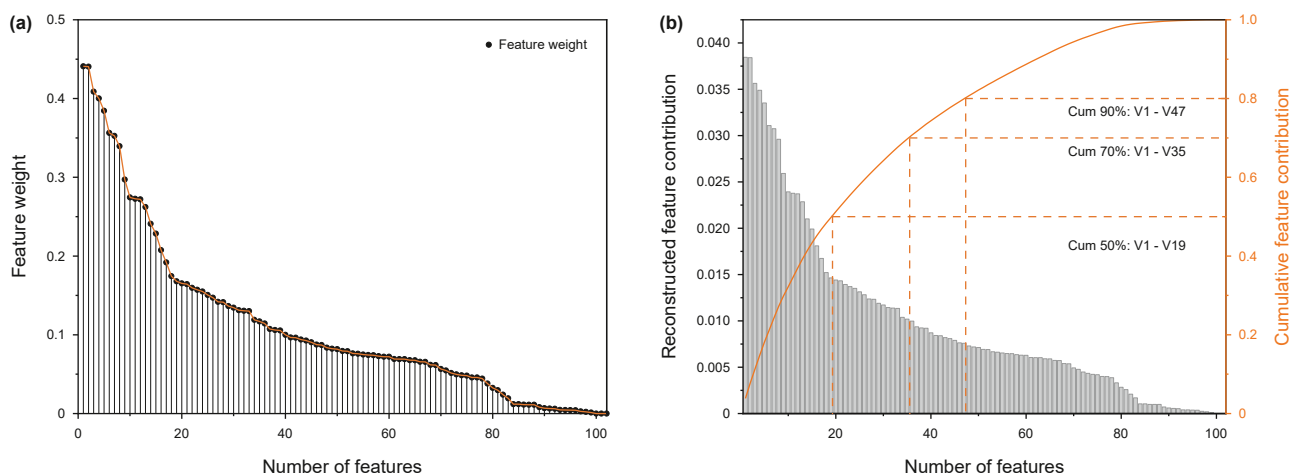 (a)
0.5
0.4
0.3
0.2
0.1
0
Feature weight
Feature weight
0
20
40
60
80
100
Number of features
(b)
0.040
0.035
0.030
0.025
0.020
0.015
0.010
0.005
0
Reconstructed feature contribution
Cum 90%: V1 - V47
Cum 70%: V1 - V35
Cum 50%: V1 - V19
1.0
0.8
0.6
0.4
0.2
0
Cumulative feature contribution
20
40
60
80
100
Number of features